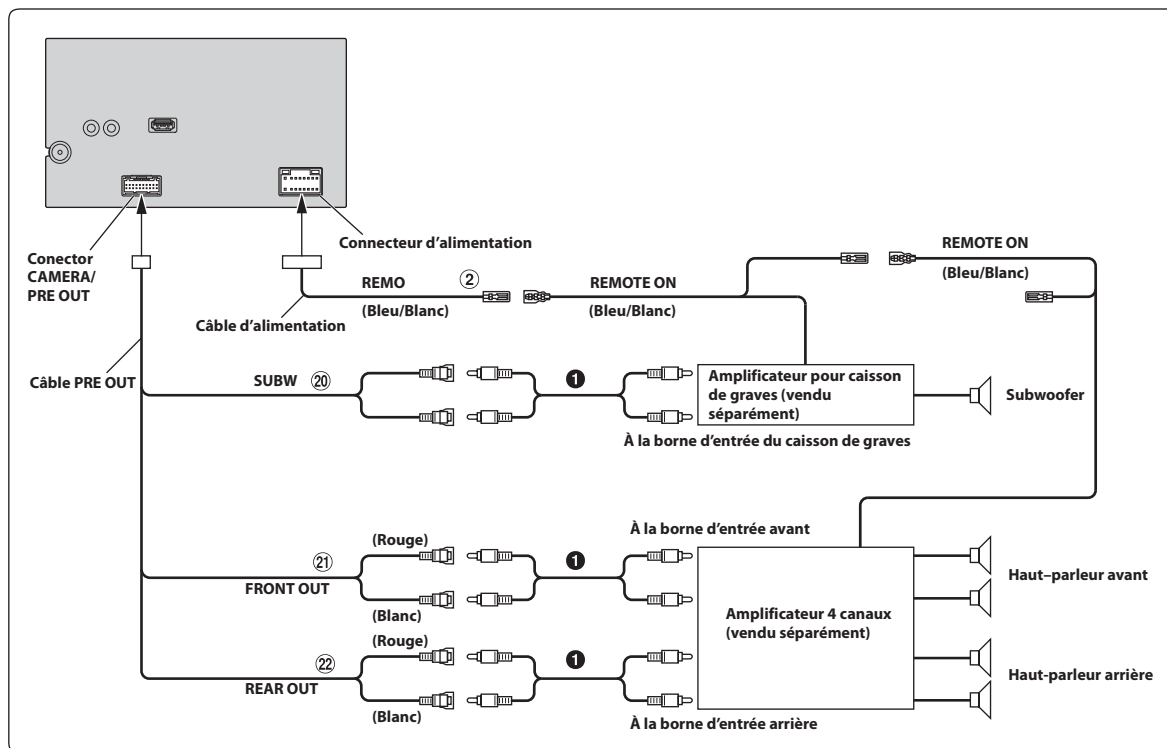 Conector
CAMERA/
PRE OUT
Connecteur d'alimentation
REMO
②
(Bleu/Blanc)
Câble d'alimentation
REMOTE ON
(Bleu/Blanc)
REMOTE ON
(Bleu/Blanc)
Câble PRE OUT
SUBW ⑳
❶
Amplificateur pour caisson
de graves (vendu
séparément)
Subwoofer
À la borne d'entrée du caisson de graves
(Rouge)
㉑
FRONT OUT
(Blanc)
❶
À la borne d'entrée avant
Amplificateur 4 canaux
(vendu séparément)
Haut–parleur avant
(Rouge)
㉒
REAR OUT
(Blanc)
❶
À la borne d'entrée arrière
Haut-parleur arrière